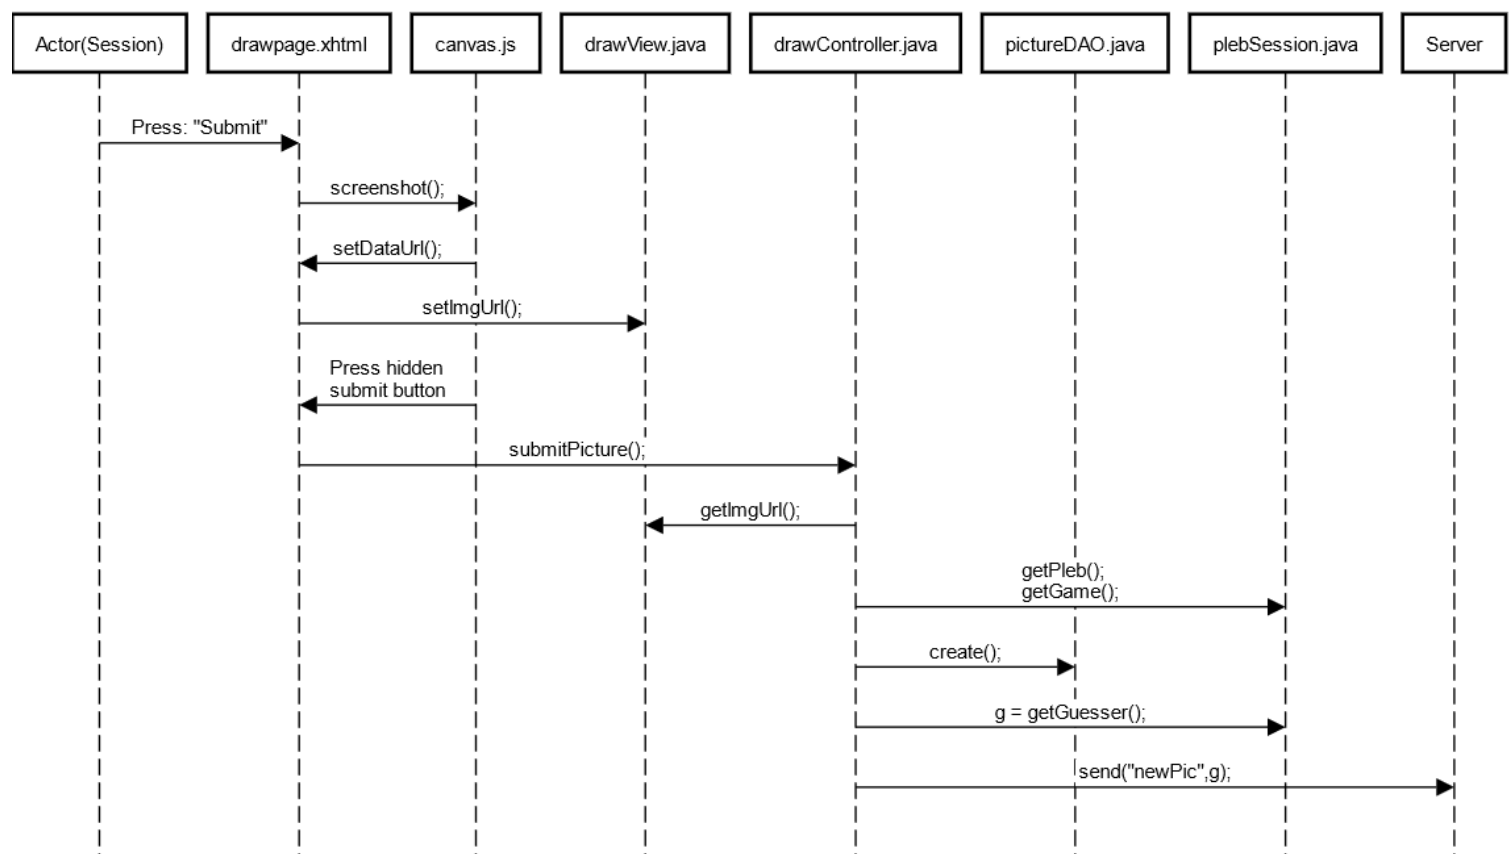 Actor(Session)
drawpage.xhtml
canvas.js
drawView.java
drawController.java
pictureDAO.java
plebSession.java
Server
Press: "Submit"
screenshot();
setDataUrl();
setImgUrl();
Press hidden
submit button
submitPicture();
getImgUrl();
getPleb();
getGame();
create();
g = getGuesser();
send("newPic",g);